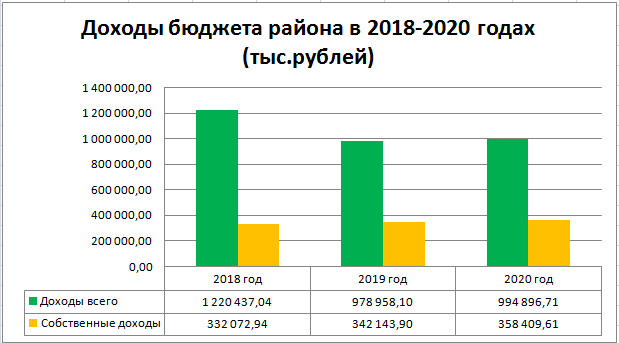 Доходы бюджета района в 2018-2020 годах
(тыс.рублей)
1 400 000,00
1 200 000,00
1 000 000,00
800 000,00
600 000,00
400 000,00
200 000,00
0,00
2018 год 2019 год 2020 год
Доходы всего 1 220 437,04 978 958,10 994 896,71
Собственные доходы 332 072,94 342 143,90 358 409,61